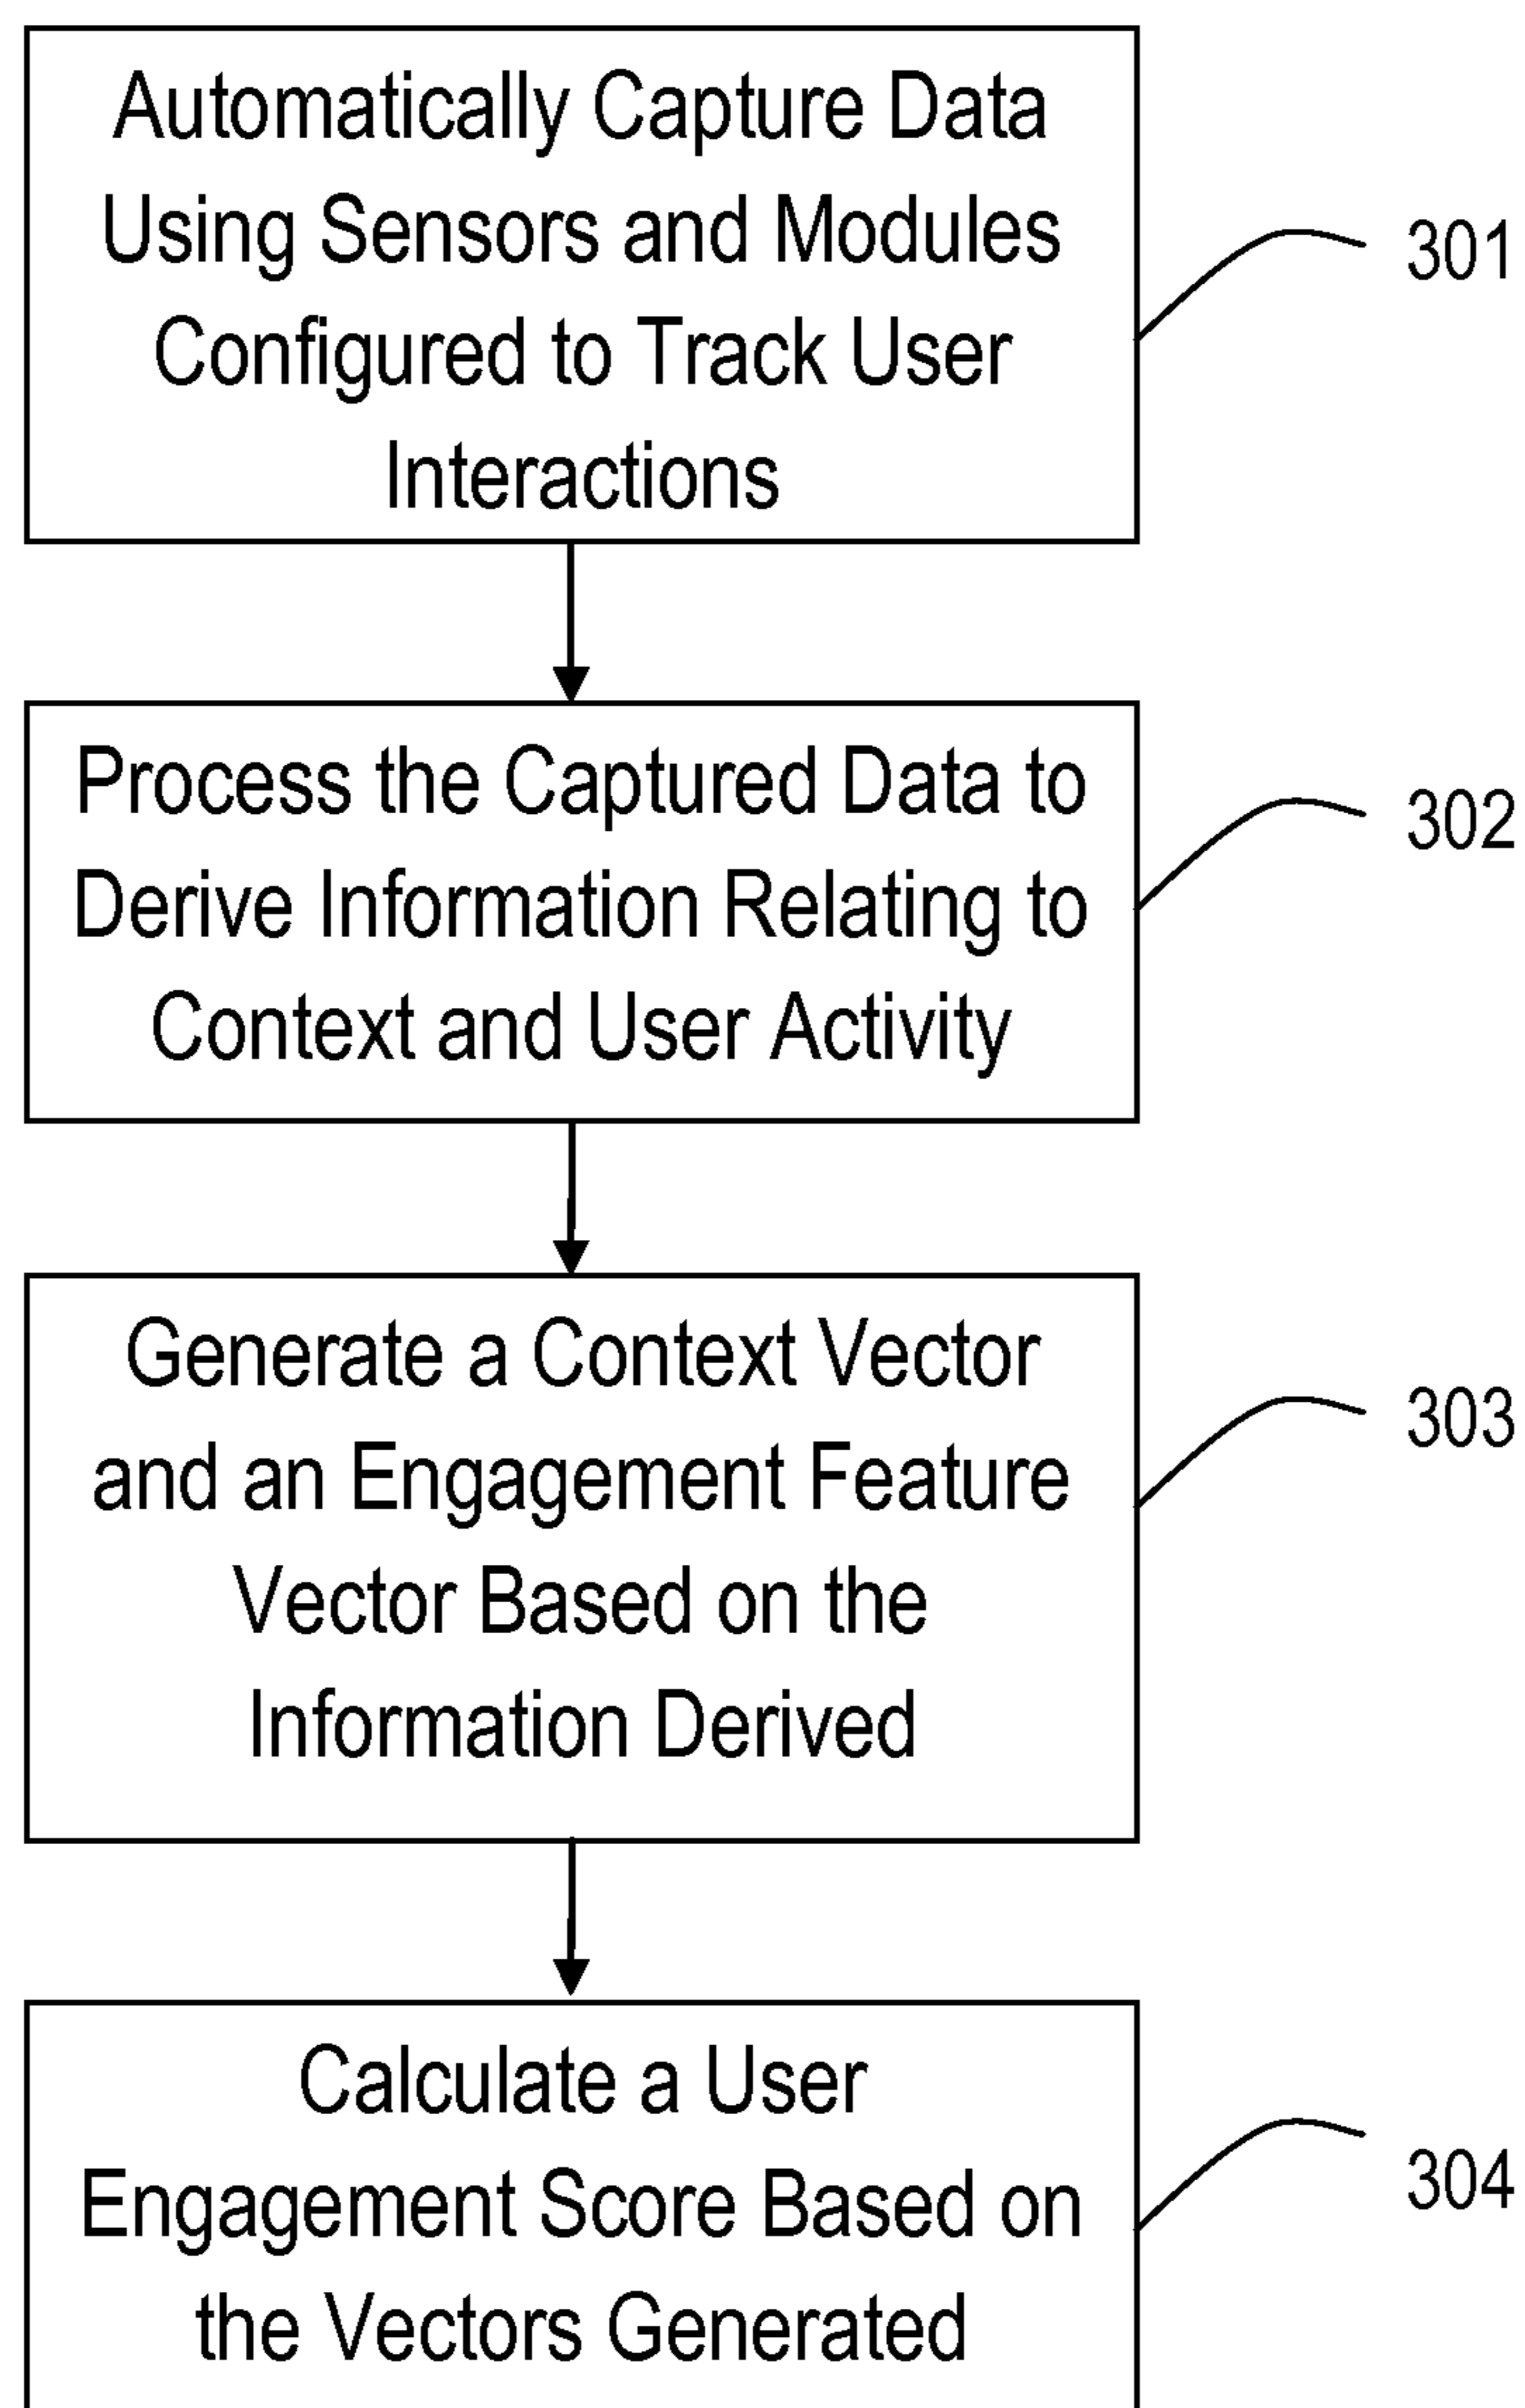 Automatically Capture Data
Using Sensors and Modules
Configured to Track User
Interactions
301
Process the Captured Data to
Derive Information Relating to
Context and User Activity
302
Generate a Context Vector
and an Engagement Feature
Vector Based on the
Information Derived
303
Calculate a User
Engagement Score Based on
the Vectors Generated
304